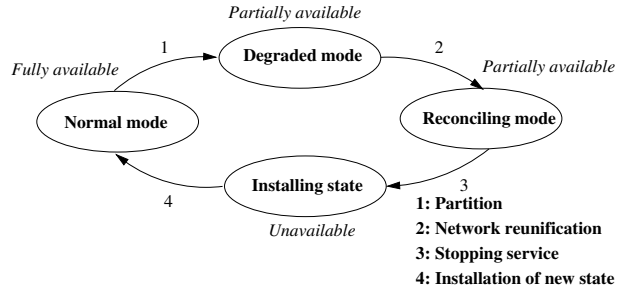 Partially available
1
Degraded mode
2
Fully available
Partially available
Normal mode
Reconciling mode
Installing state
4
3
Unavailable
1: Partition
2: Network reunification
3: Stopping service
4: Installation of new state